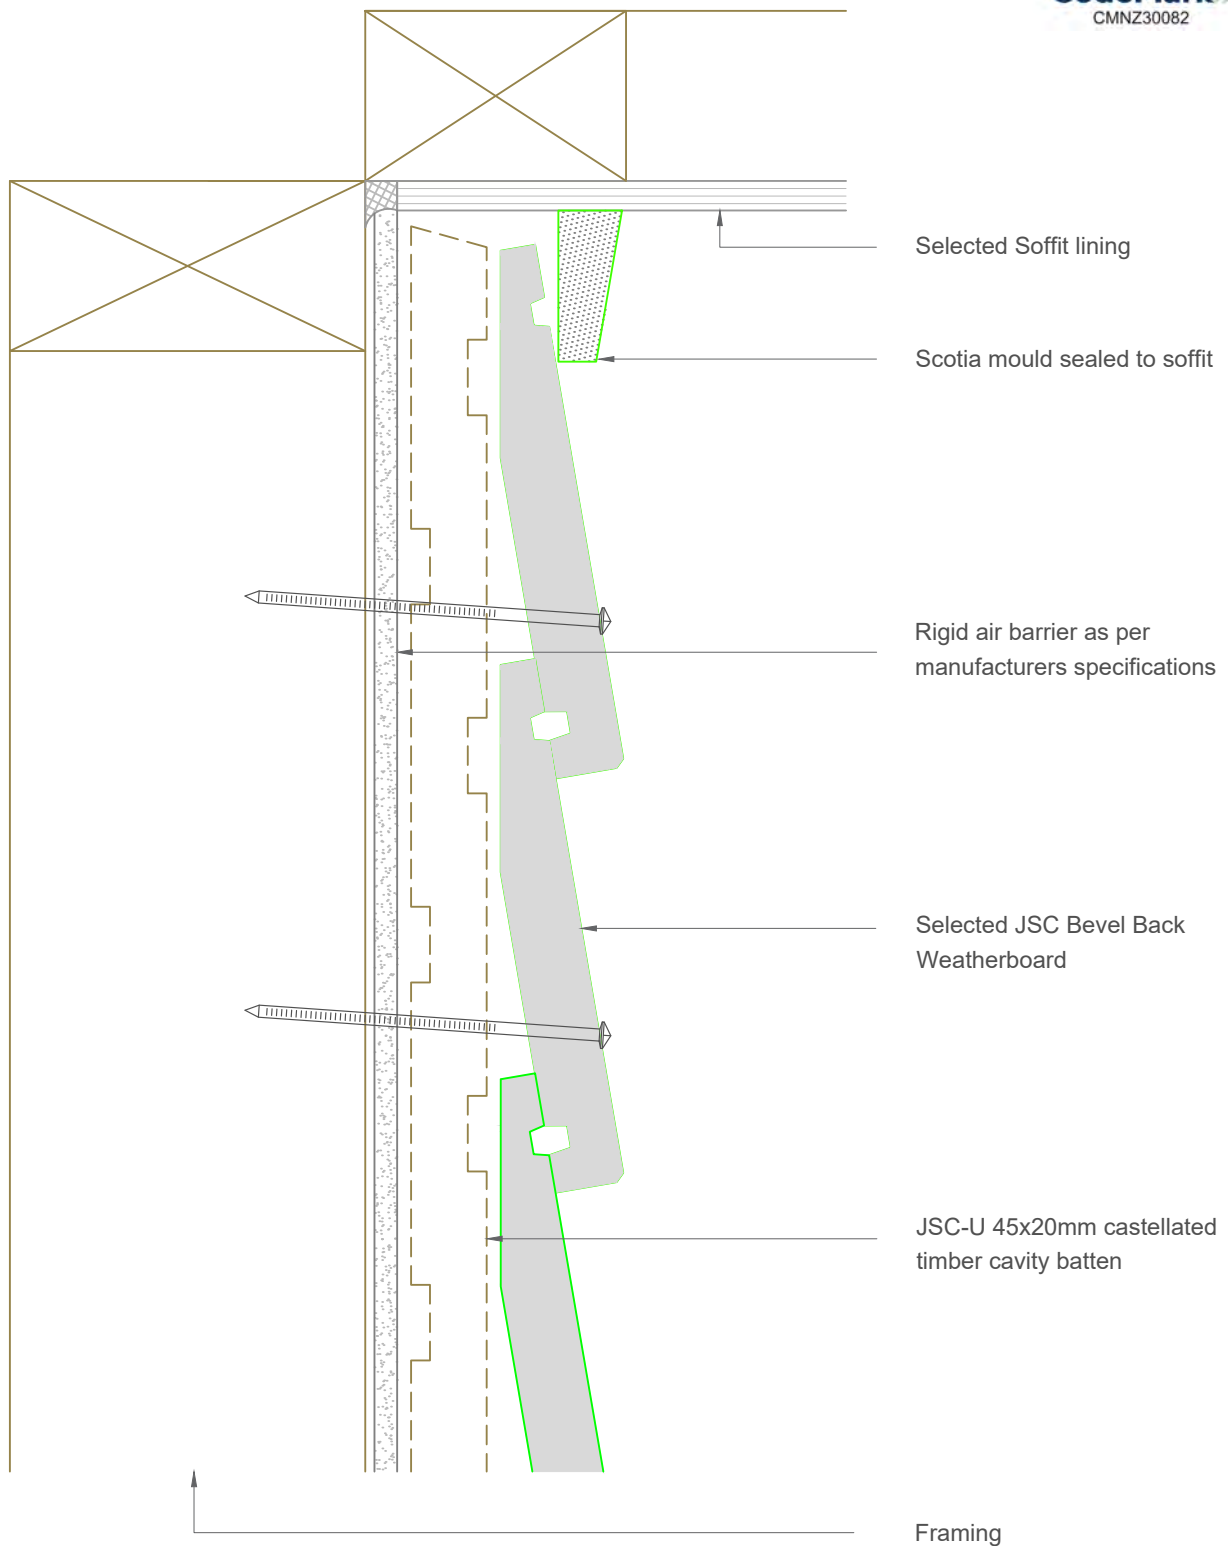 CMNZ30082
Selected Soffit lining
Scotia mould sealed to soffit
Rigid air barrier as per
manufacturers specifications
Selected JSC Bevel Back
Weatherboard
JSC-U 45x20mm castellated
timber cavity batten
Framing